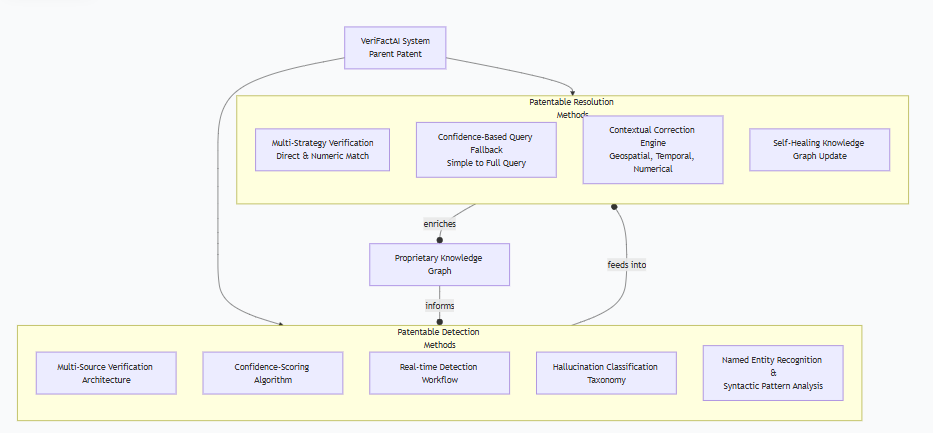 VeriFactAI System
Parent Patent
Patentable Resolution
Methods
Multi-Strategy Verification
Direct & Numeric Match
Confidence-Based Query
Fallback
Simple to Full Query
Contextual Correction
Engine
Geospatial, Temporal,
Numerical
Self-Healing Knowledge
Graph Update
enriches
Proprietary Knowledge
Graph
feeds into
informs
Patentable Detection
Methods
Multi-Source Verification
Architecture
Confidence-Scoring
Algorithm
Real-time Detection
Workflow
Hallucination Classification
Taxonomy
Named Entity Recognition
&
Syntactic Pattern Analysis